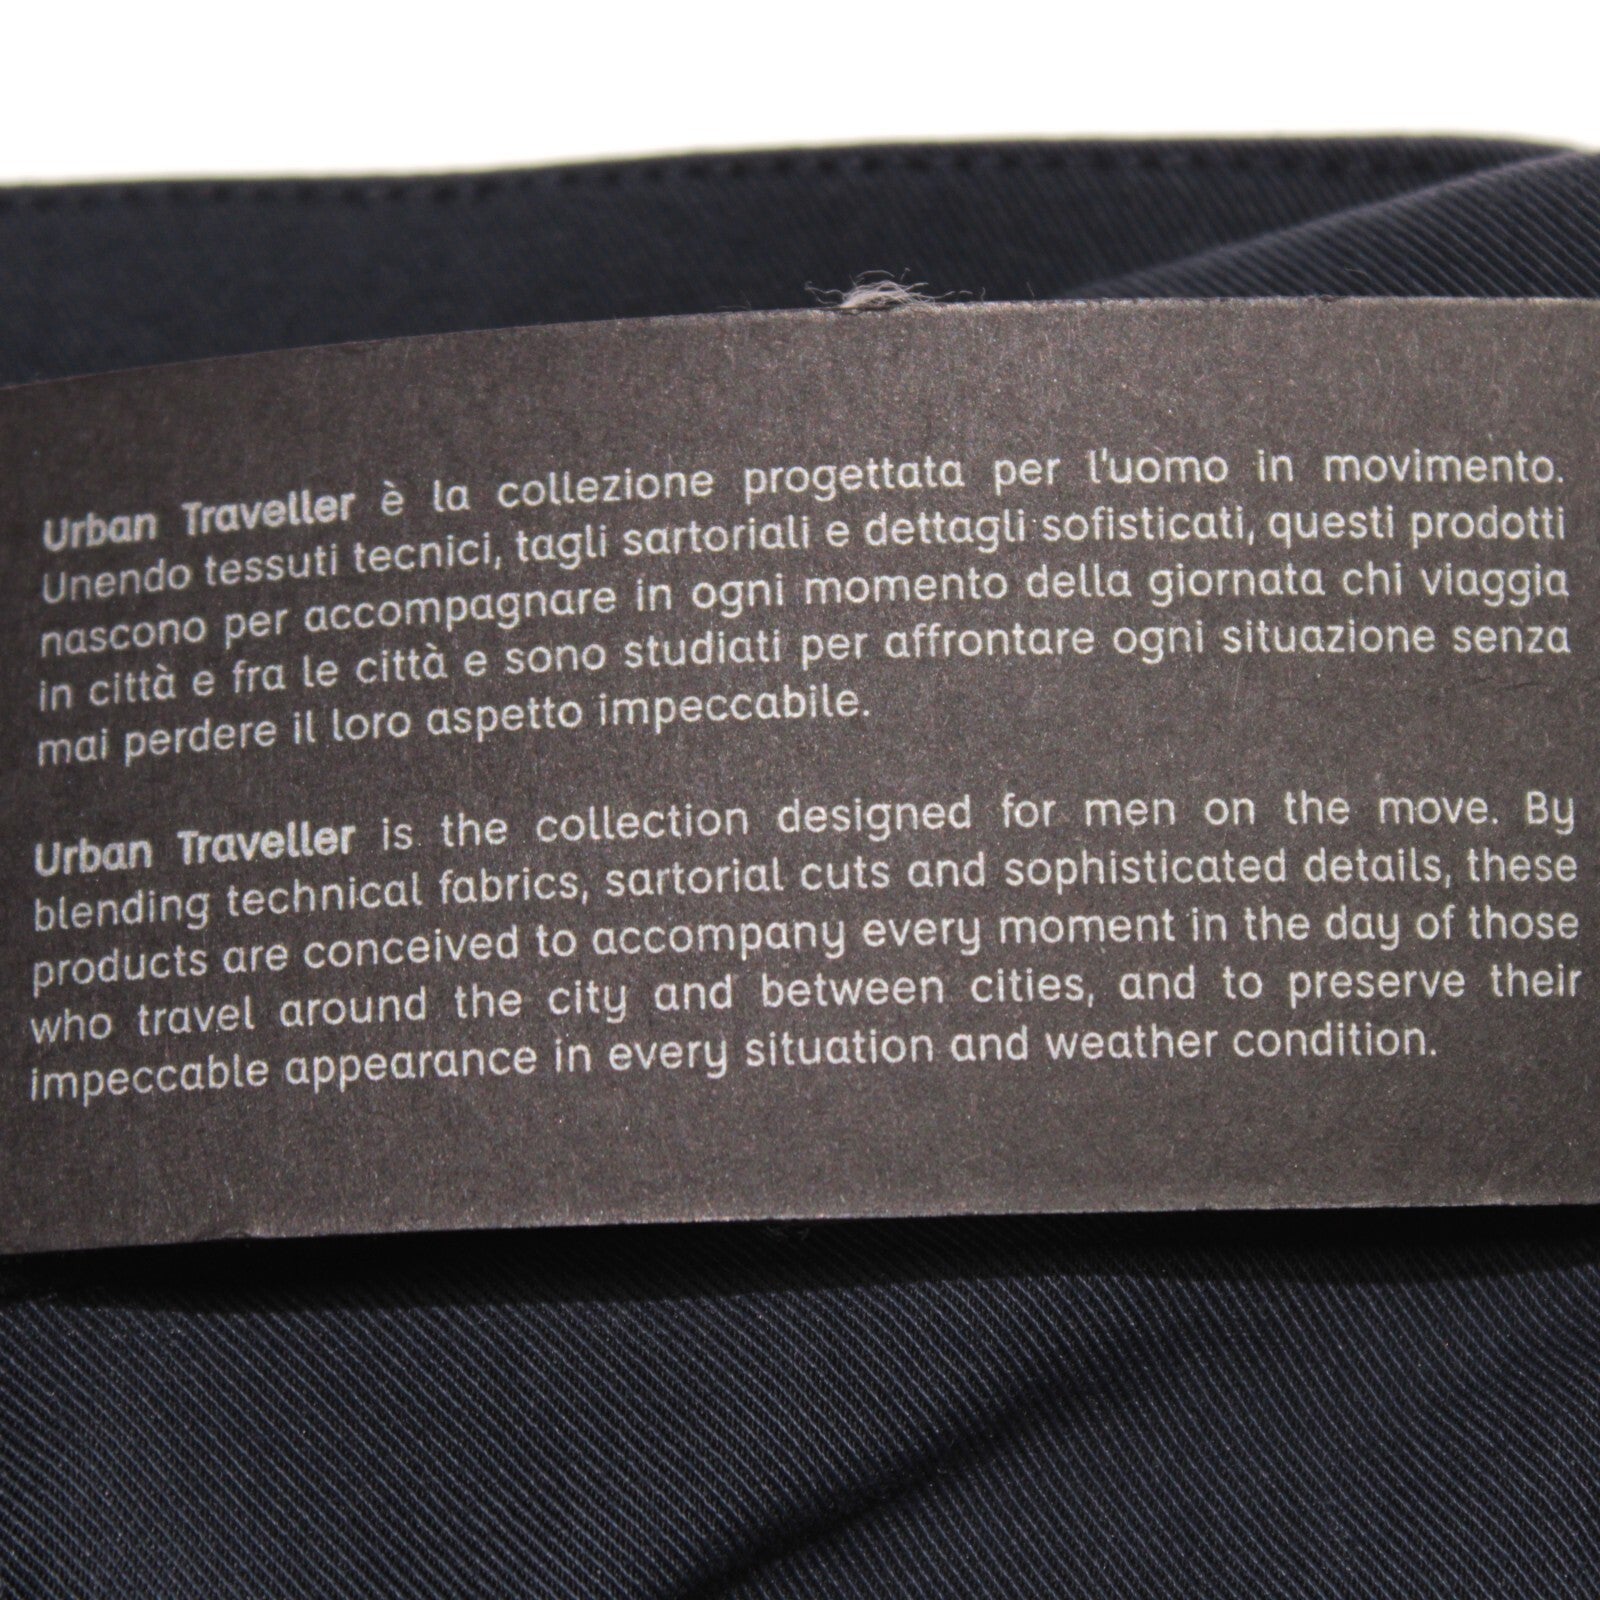 Urban Traveller è la collezione progettata per l'uomo in movimento.
Unendo tessuti tecnici, tagli sartoriali e dettagli sofisticati, questi prodotti
nascono per accompagnare in ogni momento della giornata chi viaggia
in città e fra le città e sono studiati per affrontare ogni situazione senza
mai perdere il loro aspetto impeccabile.
Urban Traveller is the collection designed for men on the move. By
blending technical fabrics, sartorial cuts and sophisticated details, these
products are conceived to accompany every moment in the day of those
who travel around the city and between cities, and to preserve their
impeccable appearance in every situation and weather condition.